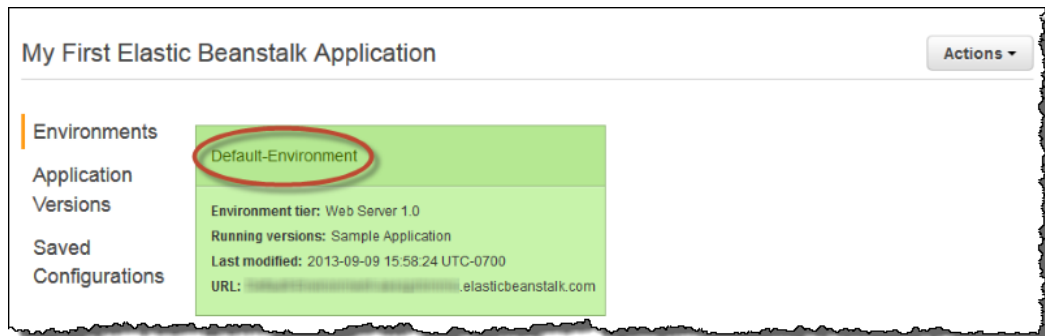 My First Elastic Beanstalk Application
Actions
Environments
Application
Versions
Saved
Configurations
Default-Environment
Environment tier: Web Server 1.0
Running versions: Sample Application
Last modified: 2013-09-09 15:58:24 UTC-0700
URL: .elasticbeanstalk.com